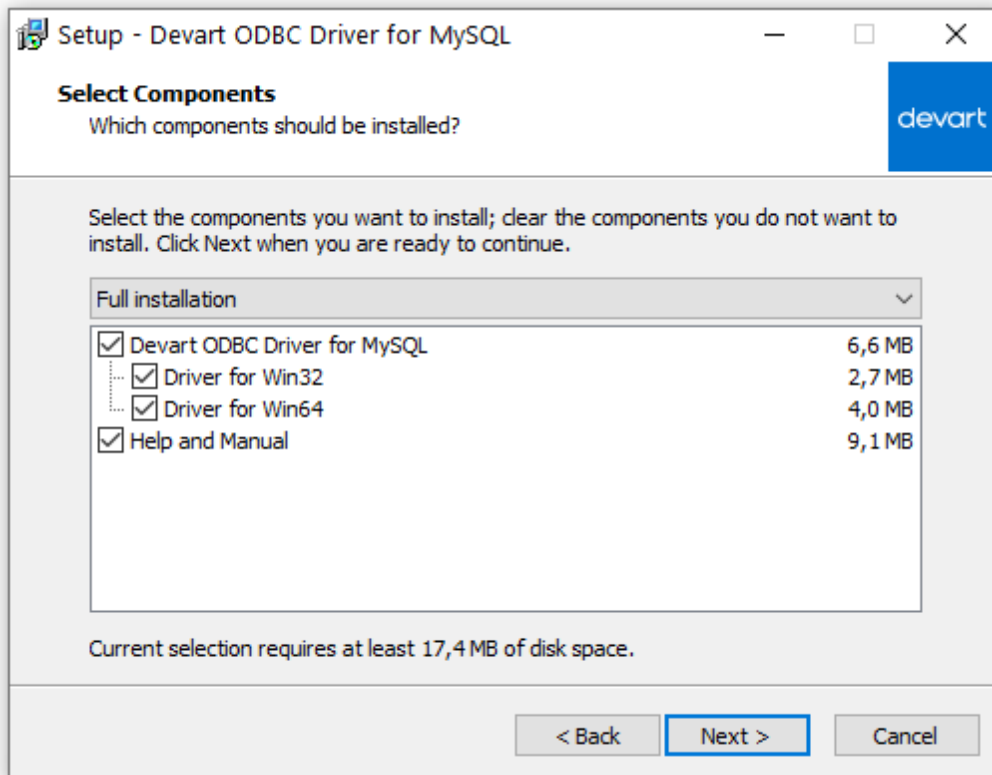 Setup - Devart ODBC Driver for MySQL
Select Components
Which components should be installed?
devart
Select the components you want to install; clear the components you do not want to
install. Click Next when you are ready to continue.
Full installation
Devart ODBC Driver for MySQL 6,6 MB
Driver for Win32 2,7 MB
Driver for Win64 4,0 MB
Help and Manual 9,1 MB
Current selection requires at least 17,4 MB of disk space.
< Back Next > Cancel